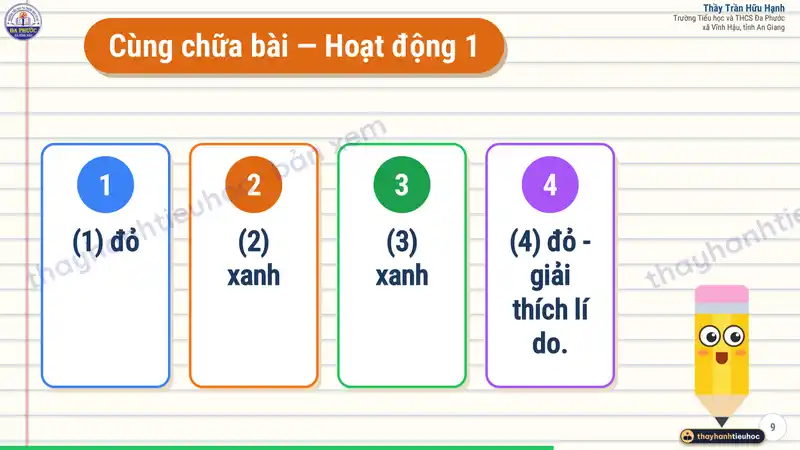 ĐA PHƯỚC
Thầy Trần Hữu Hạnh
Trường Tiểu học và THCS Đa Phước
xã Vĩnh Hậu, tỉnh An Giang
Cùng chữa bài – Hoạt động 1
1
(1) đỏ
2
(2)
xanh
3
(3)
xanh
4
(4) đỏ -
giải
thích lí
do.
thayhanhtieuhoc
9